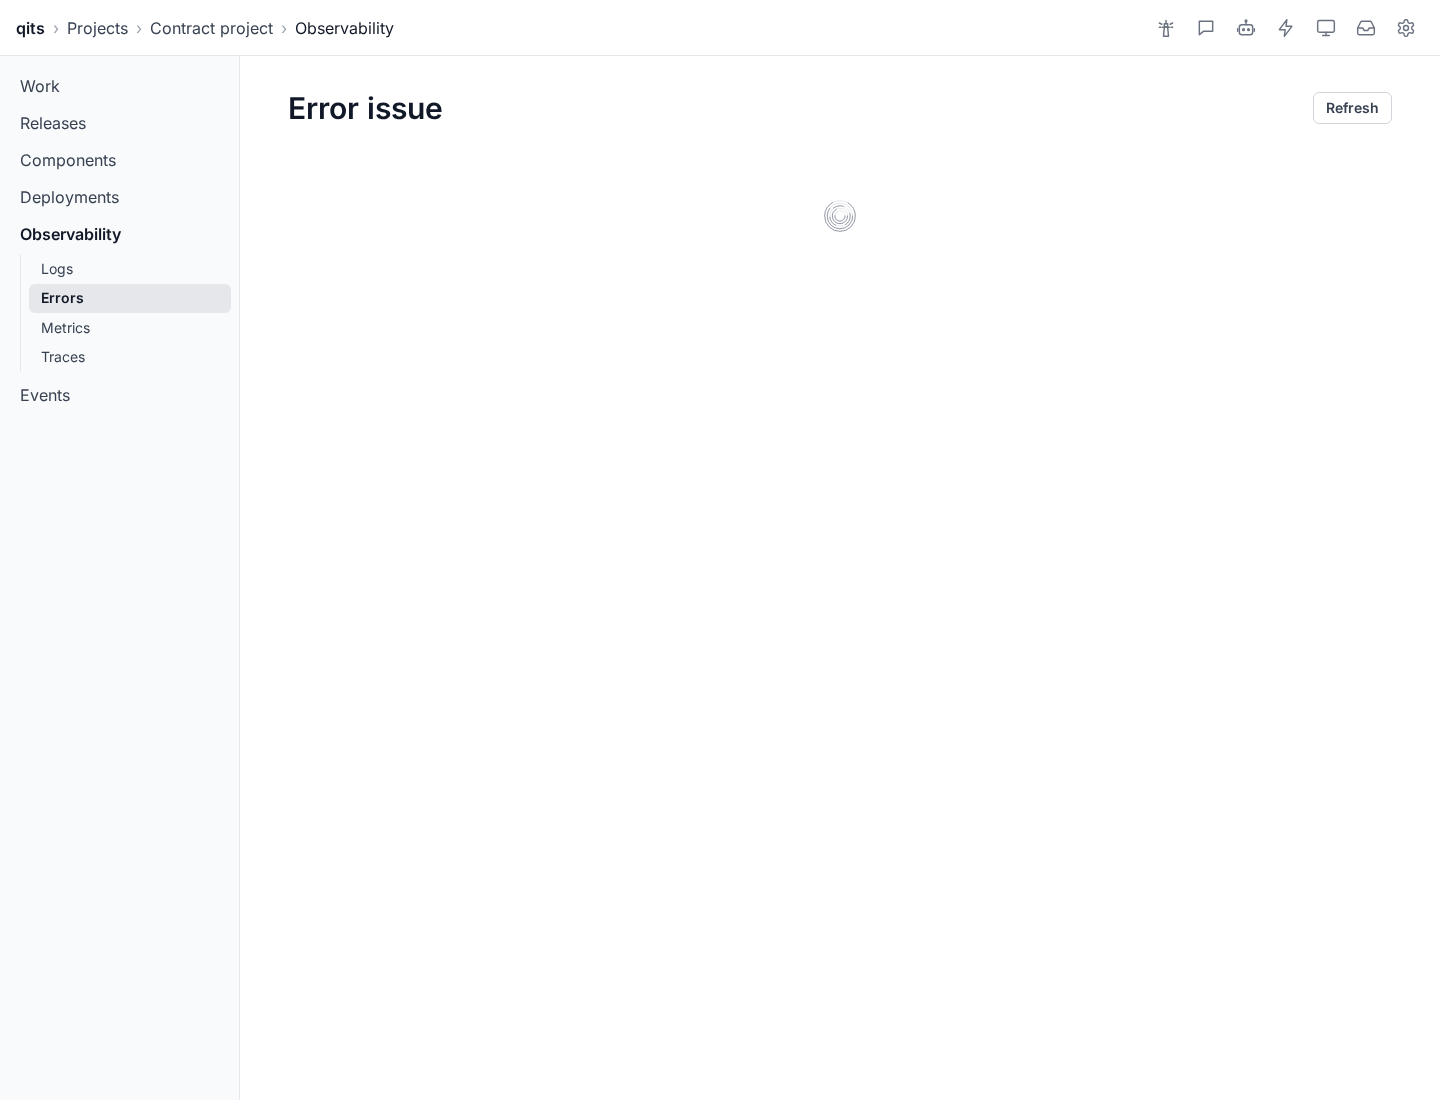 qits › Projects › Contract project › Observability
Work
Releases
Components
Deployments
Observability
Logs
Errors
Metrics
Traces
Events
Error issue
Refresh